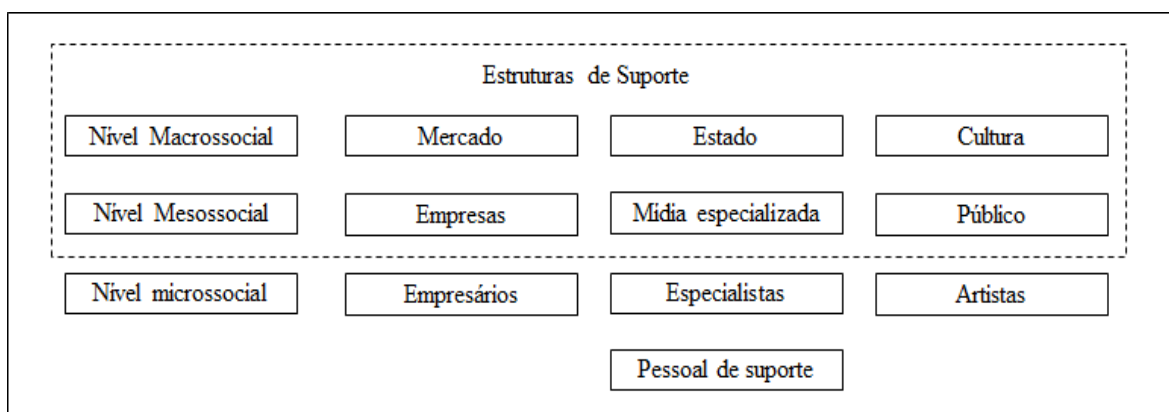 Estruturas de Suporte
Nível Macrossocial Mercado Estado Cultura
Nível Mesossocial Empresas Mídia especializada Público
Nível microssocial Empresários Especialistas Artistas
Pessoal de suporte